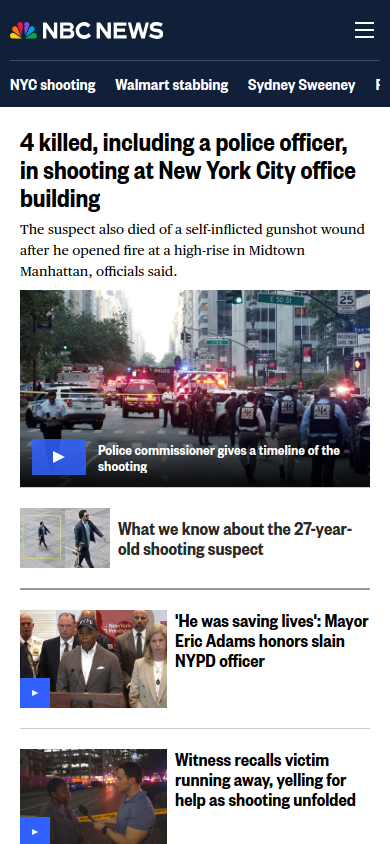 NBC NEWS
NYC shooting Walmart stabbing Sydney Sweeney
4 killed, including a police officer,
in shooting at New York City office
building
The suspect also died of a self-inflicted gunshot wound
after he opened fire at a high-rise in Midtown
Manhattan, officials said.
E 50 St
SPEED
LIMIT
25
Police commissioner gives a timeline of the
shooting
What we know about the 27-year-
old shooting suspect
NewYork
Presbyterian
'He was saving lives': Mayor
Eric Adams honors slain
NYPD officer
Witness recalls victim
running away, yelling for
help as shooting unfolded